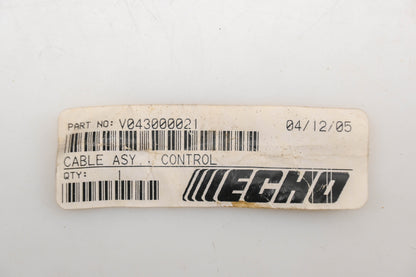 PART NO: V043000021 04/12/05
CABLE ASY., CONTROL
QTY: 1 ECHO